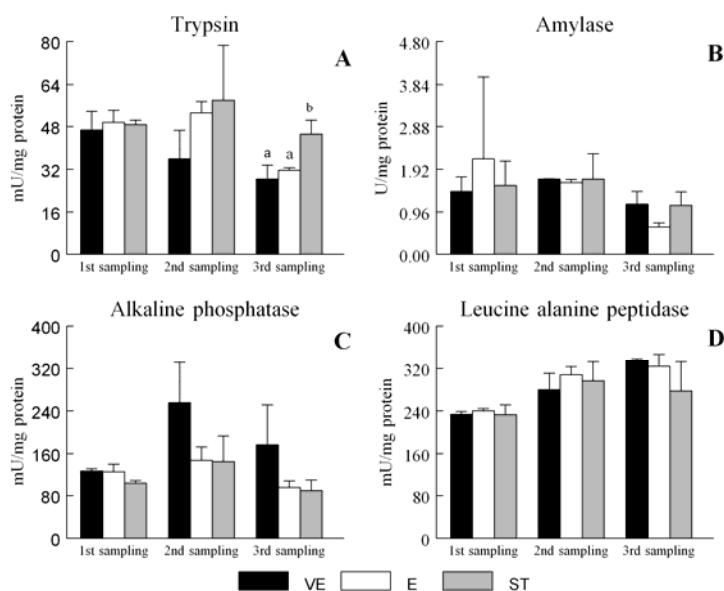 Trypsin
A
mU/mg protein
80
64
48
32
16
0
a a b
1st sampling 2nd sampling 3rd sampling
Amylase
B
U/mg protein
4.80
3.84
2.88
1.92
0.96
0.00
1st sampling 2nd sampling 3rd sampling
Alkaline phosphatase
C
mU/mg protein
400
320
240
160
80
0
1st sampling 2nd sampling 3rd sampling
Leucine alanine peptidase
D
mU/mg protein
400
320
240
160
80
0
1st sampling 2nd sampling 3rd sampling
VE E ST